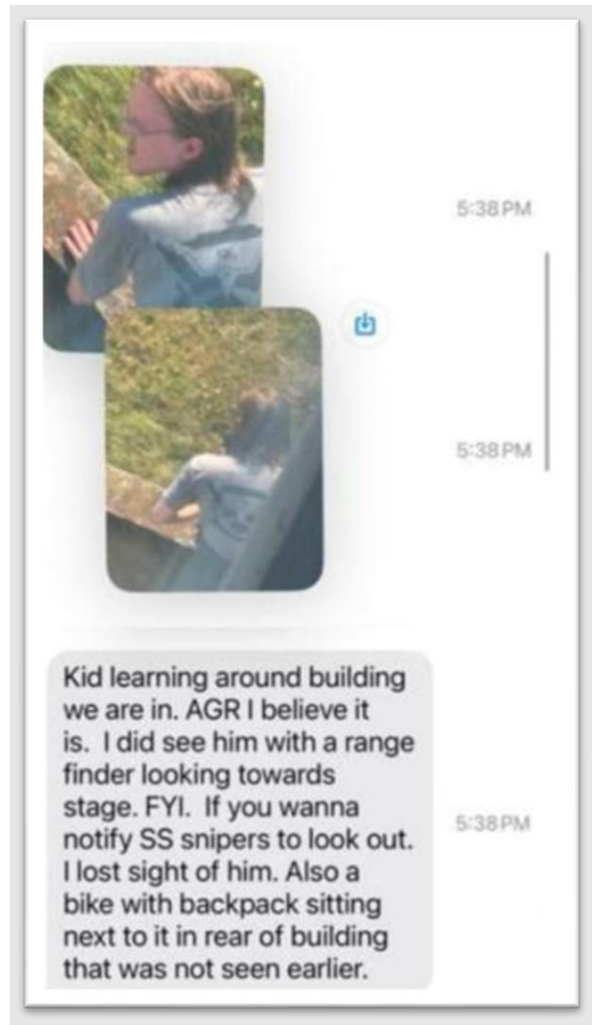 5:38 PM
5:38 PM
Kid learning around building
we are in. AGR I believe it
is. I did see him with a range
finder looking towards
stage. FYI. If you wanna
notify SS snipers to look out.
I lost sight of him. Also a
bike with backpack sitting
next to it in rear of building
that was not seen earlier.
5:38 PM